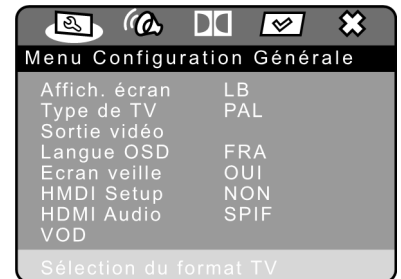 Menu Configuration Générale
Affich. écran LB
Type de TV PAL
Sortie vidéo
Langue OSD FRA
Ecran veille OUI
HMDI Setup NON
HDMI Audio SPIF
VOD
Sélection du format TV